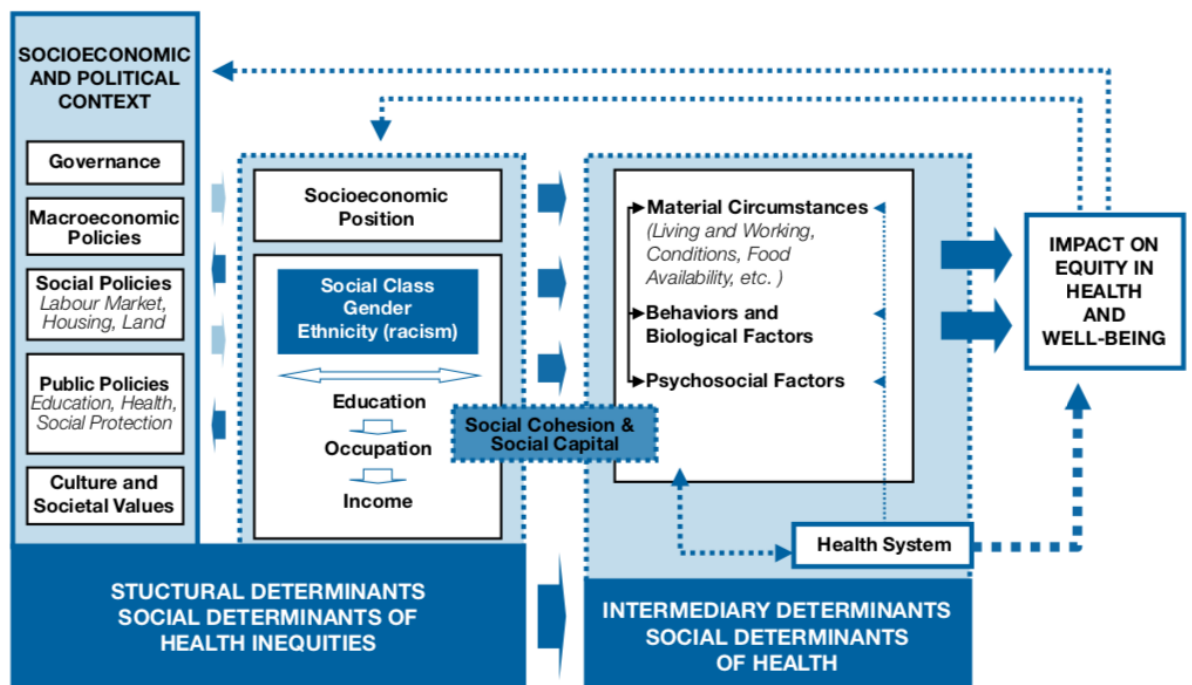 SOCIOECONOMIC
AND POLITICAL
CONTEXT
Governance
Macroeconomic
Policies
Social Policies
Labour Market,
Housing, Land
Public Policies
Education, Health,
Social Protection
Culture and
Societal Values
Socioeconomic
Position
Social Class
Gender
Ethnicity (racism)
Education
Occupation
Income
Social Cohesion &
Social Capital
Material Circumstances
(Living and Working,
Conditions, Food
Availability, etc. )
Behaviors and
Biological Factors
Psychosocial Factors
Health System
IMPACT ON
EQUITY IN
HEALTH
AND
WELL-BEING
STUCTURAL DETERMINANTS
SOCIAL DETERMINANTS OF
HEALTH INEQUITIES
INTERMEDIARY DETERMINANTS
SOCIAL DETERMINANTS
OF HEALTH